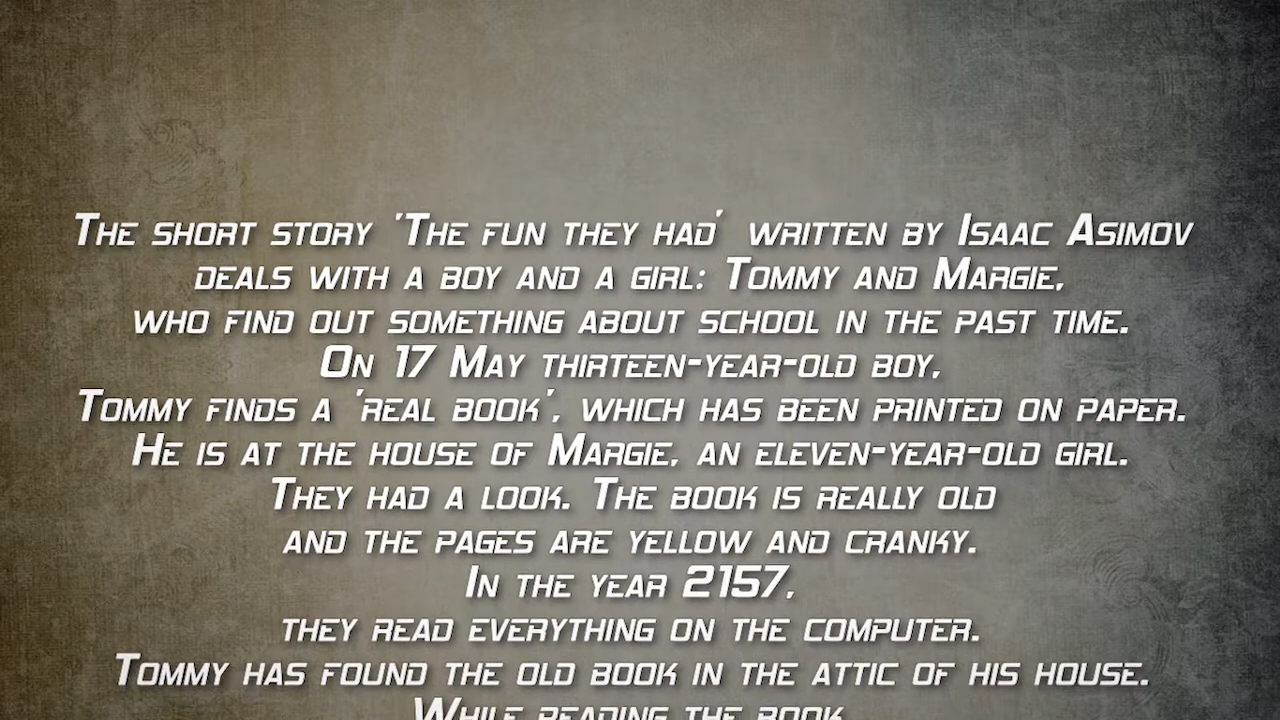 The short story 'The fun they had' written by Isaac Asimov
deals with a boy and a girl: Tommy and Margie,
who find out something about school in the past time.
On 17 May thirteen-year-old boy,
Tommy finds a 'real book', which has been printed on paper.
He is at the house of Margie, an eleven-year-old girl.
They had a look. The book is really old
and the pages are yellow and cranky.
In the year 2157,
they read everything on the computer.
Tommy has found the old book in the attic of his house.
While reading the book